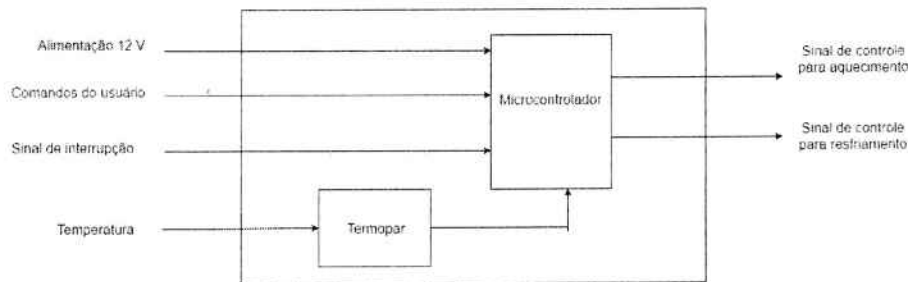 Alimentação 12 V
Comandos do usuário
Sinal de interrupção
Temperatura
Microcontrolador
Termopar
Sinal de controle
para aquecimento
Sinal de controle
para resfriamento